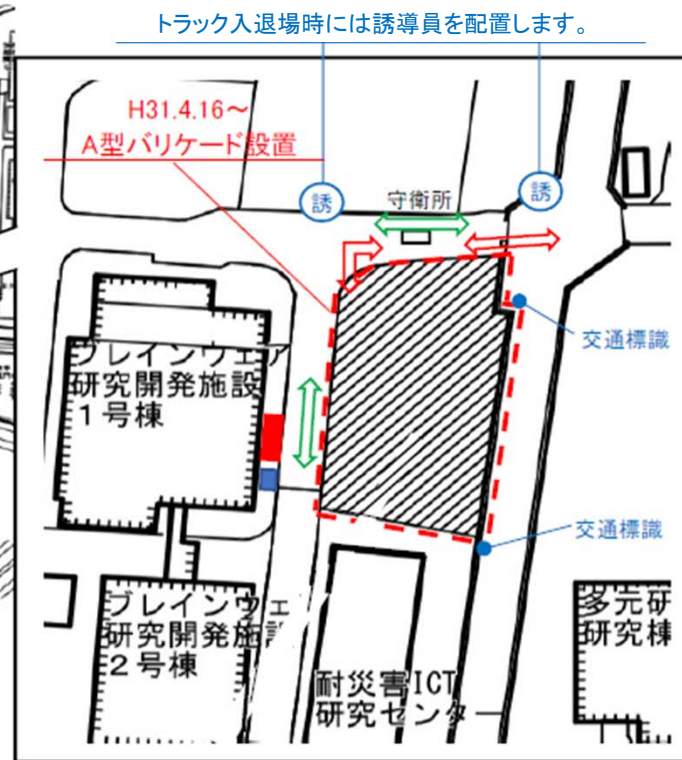 トラック入退場時には誘導員を配置します。
H31.4.16～
A型バリケード設置
誘
守衛所
誘
交通標識
ブレインウェア
研究開発施設
1号棟
交通標識
ブレインウェ
研究開発施設
2号棟
多元研
研究棟
耐災害ICT
研究センター